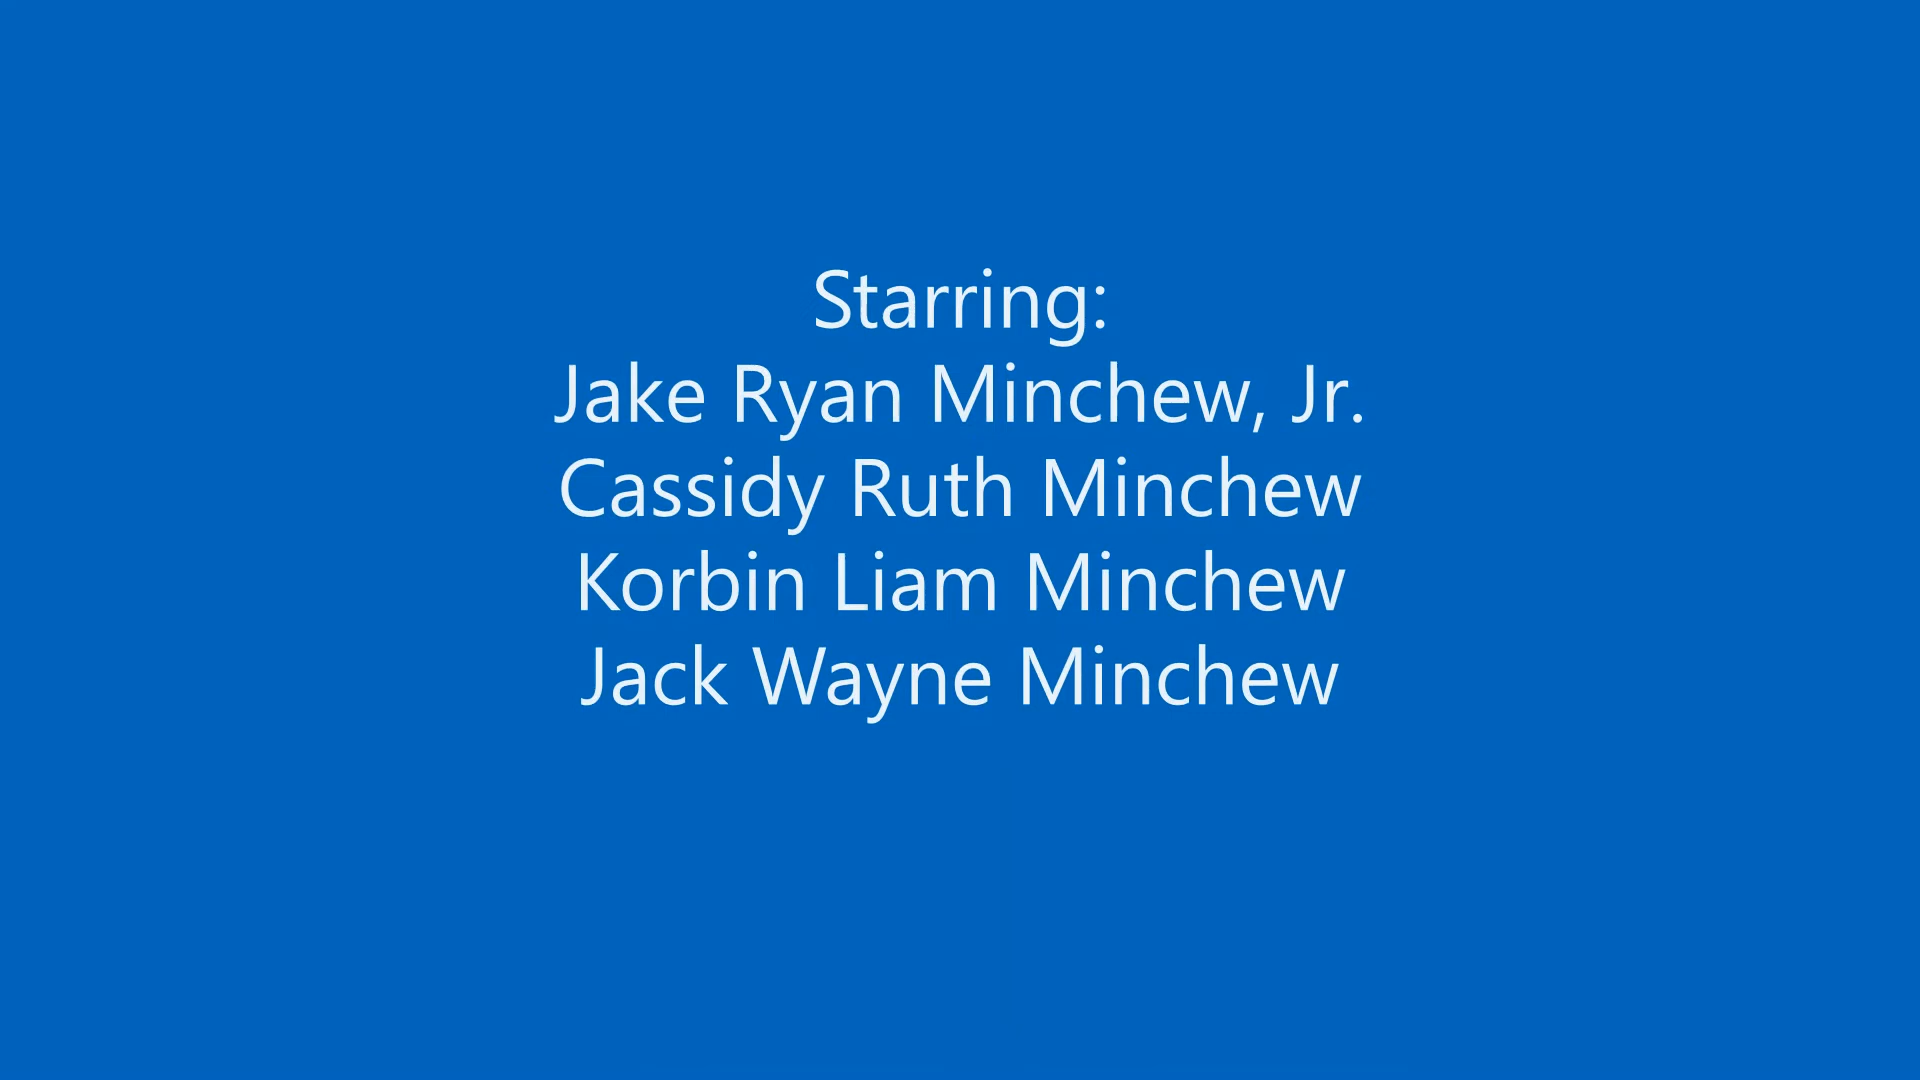 Starring:
Jake Ryan Minchew, Jr.
Cassidy Ruth Minchew
Korbin Liam Minchew
Jack Wayne Minchew